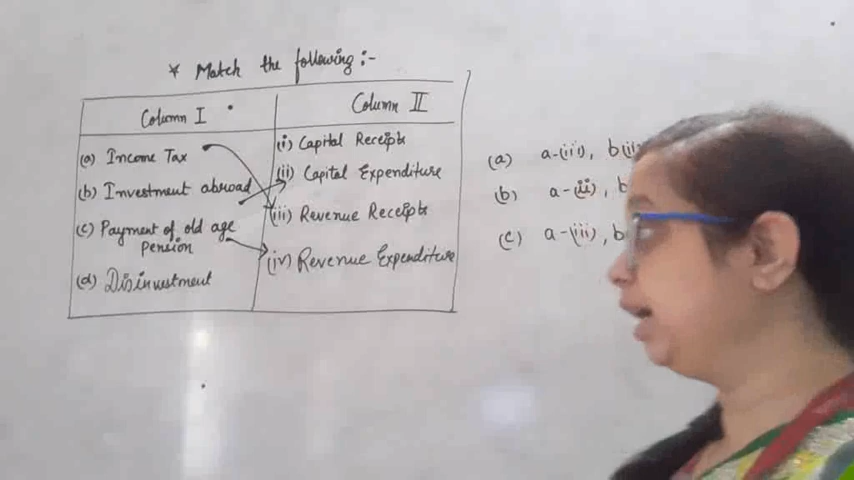 * Match the following :-
Column I
Column II
(a) Income Tax
(b) Investment abroad
(c) Payment of old age
pension
(d) Disinvestment
(i) Capital Receipts
(ii) Capital Expenditure
(iii) Revenue Receipts
(iv) Revenue Expenditure
(a) a-(iii), b(ii)
(b) a-(ii), b
(c) a-(iii), b